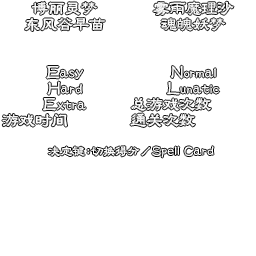 博丽灵梦 雾雨魔理沙
东风谷早苗 魂魄妖梦
Easy Normal
Hard Lunatic
Extra 总游戏次数
游戏时间 通关次数
决定键:切换得分/Spell Card